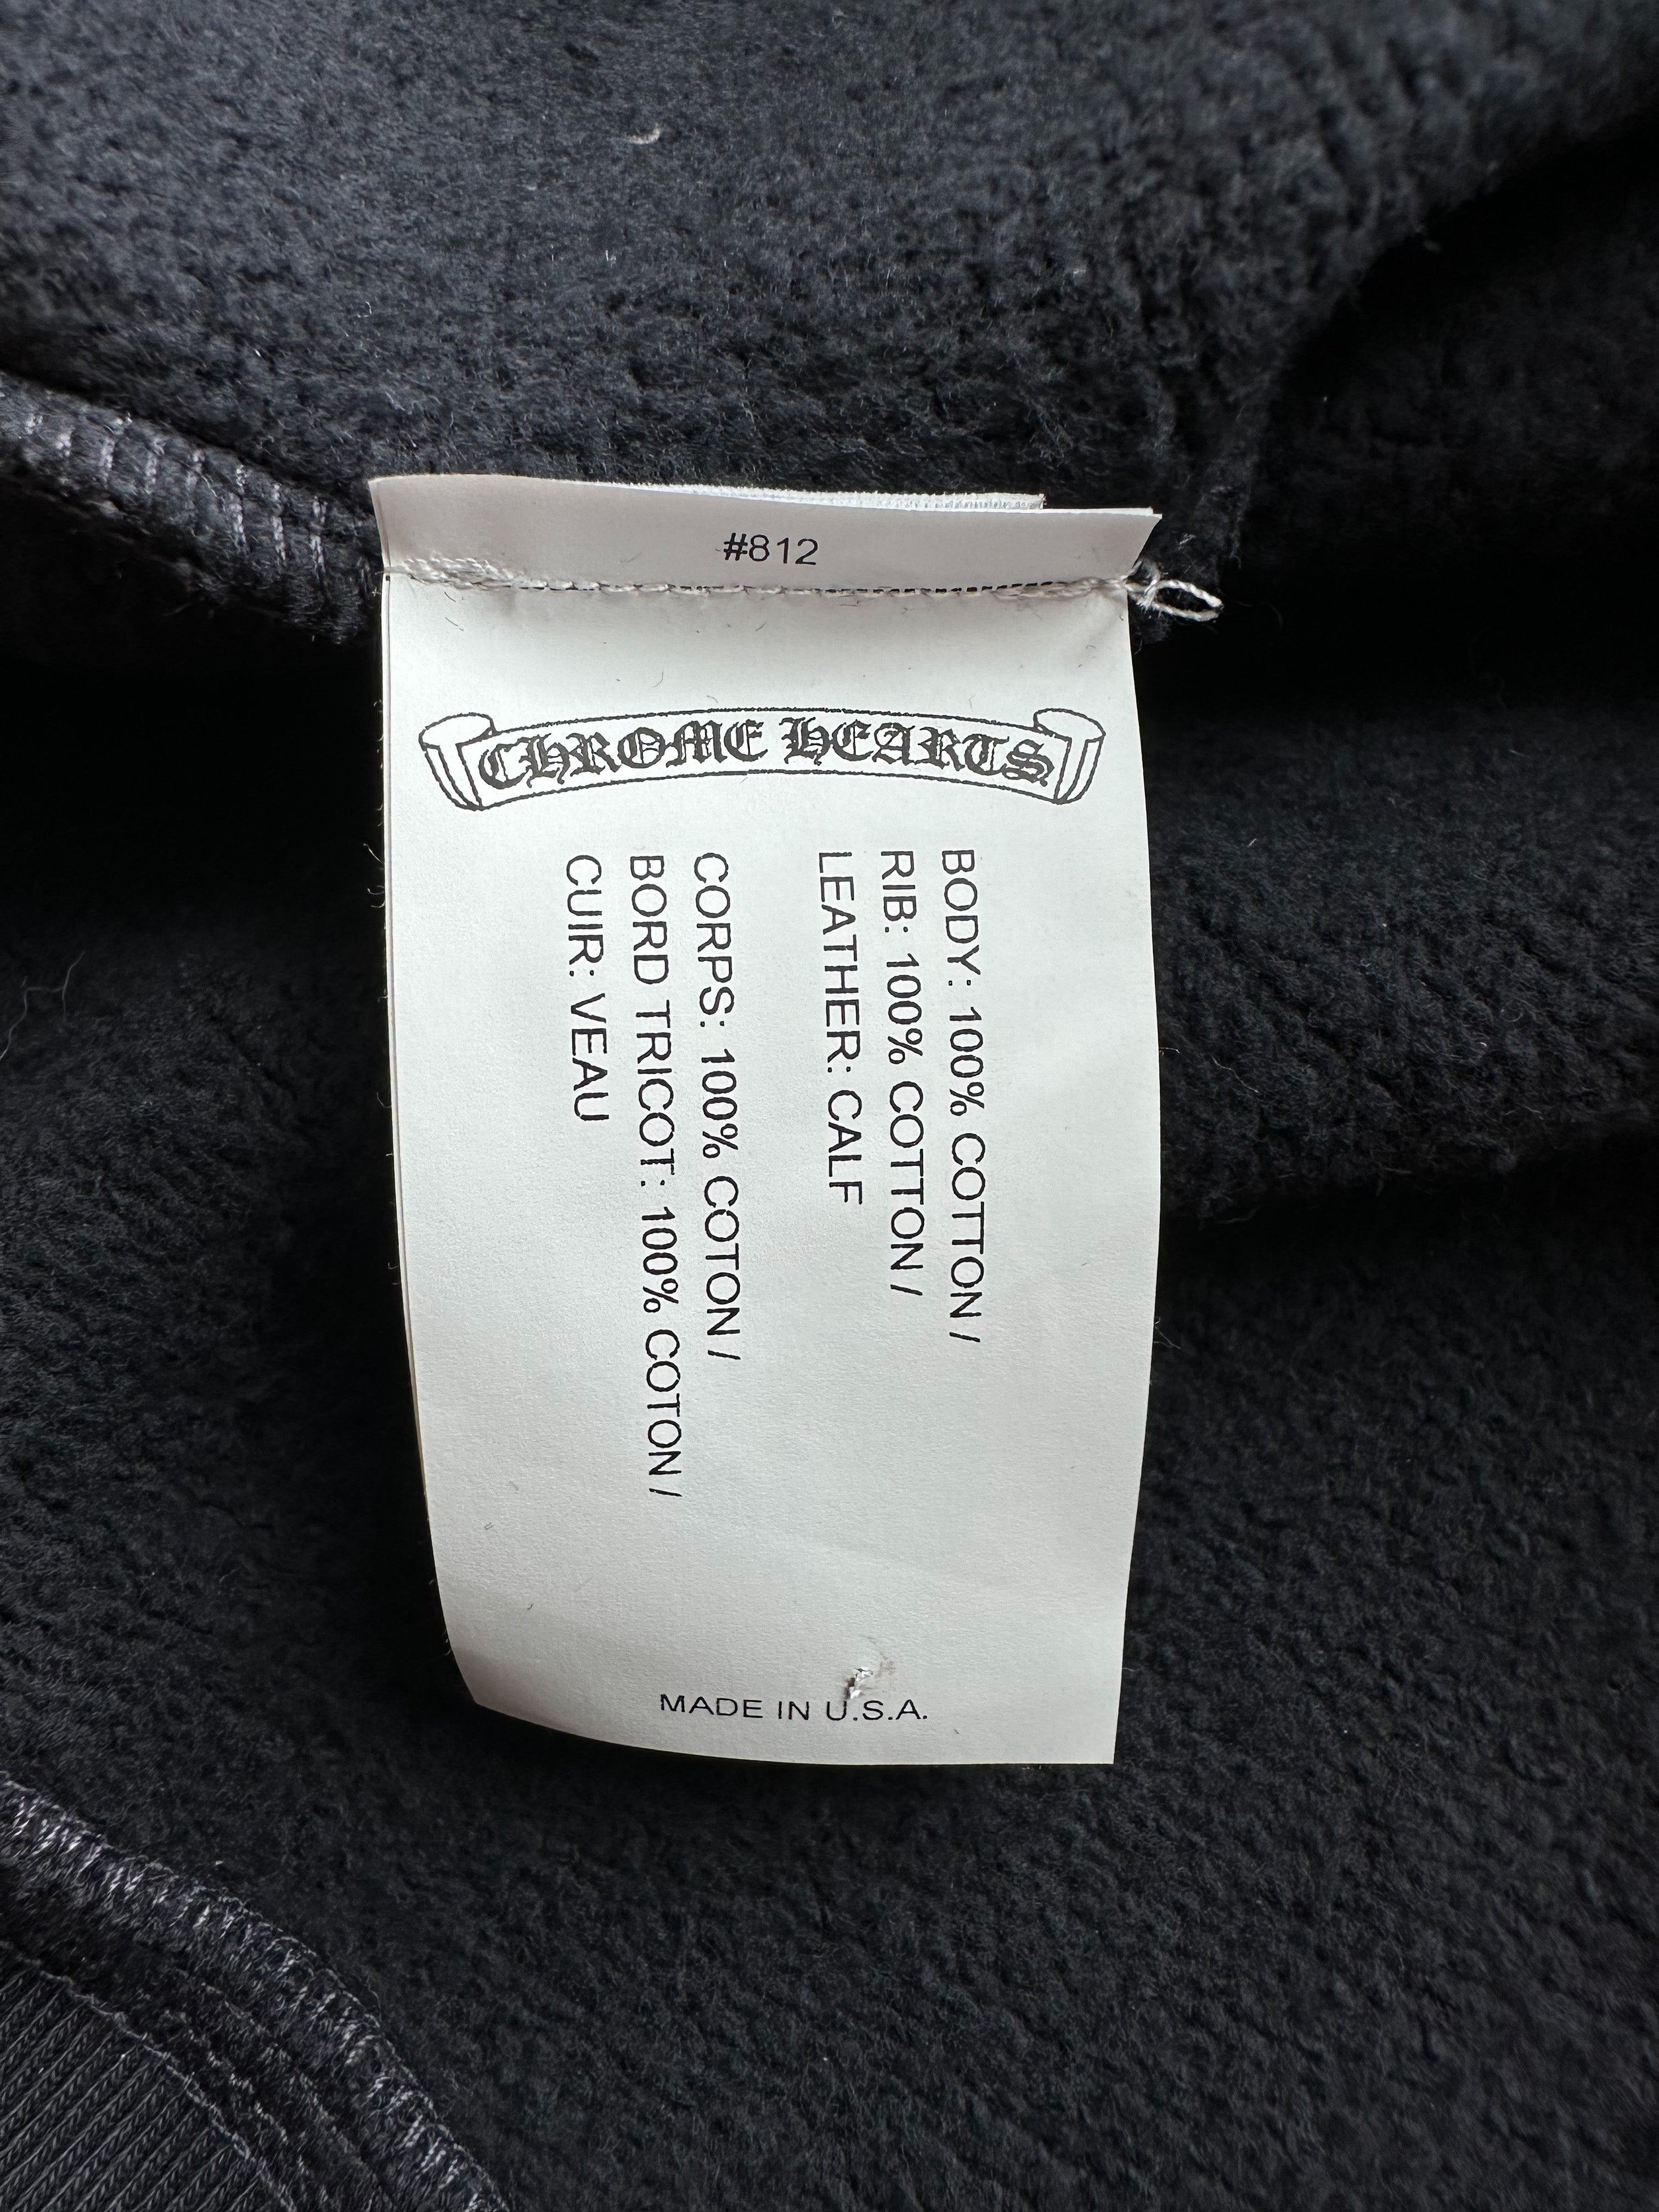 #812
CHROME HEARTS
BODY: 100% COTTON /
RIB: 100% COTTON /
LEATHER: CALF
CORPS: 100% COTON /
BORD TRICOT: 100% COTON /
CUIR: VEAU
MADE IN U.S.A.